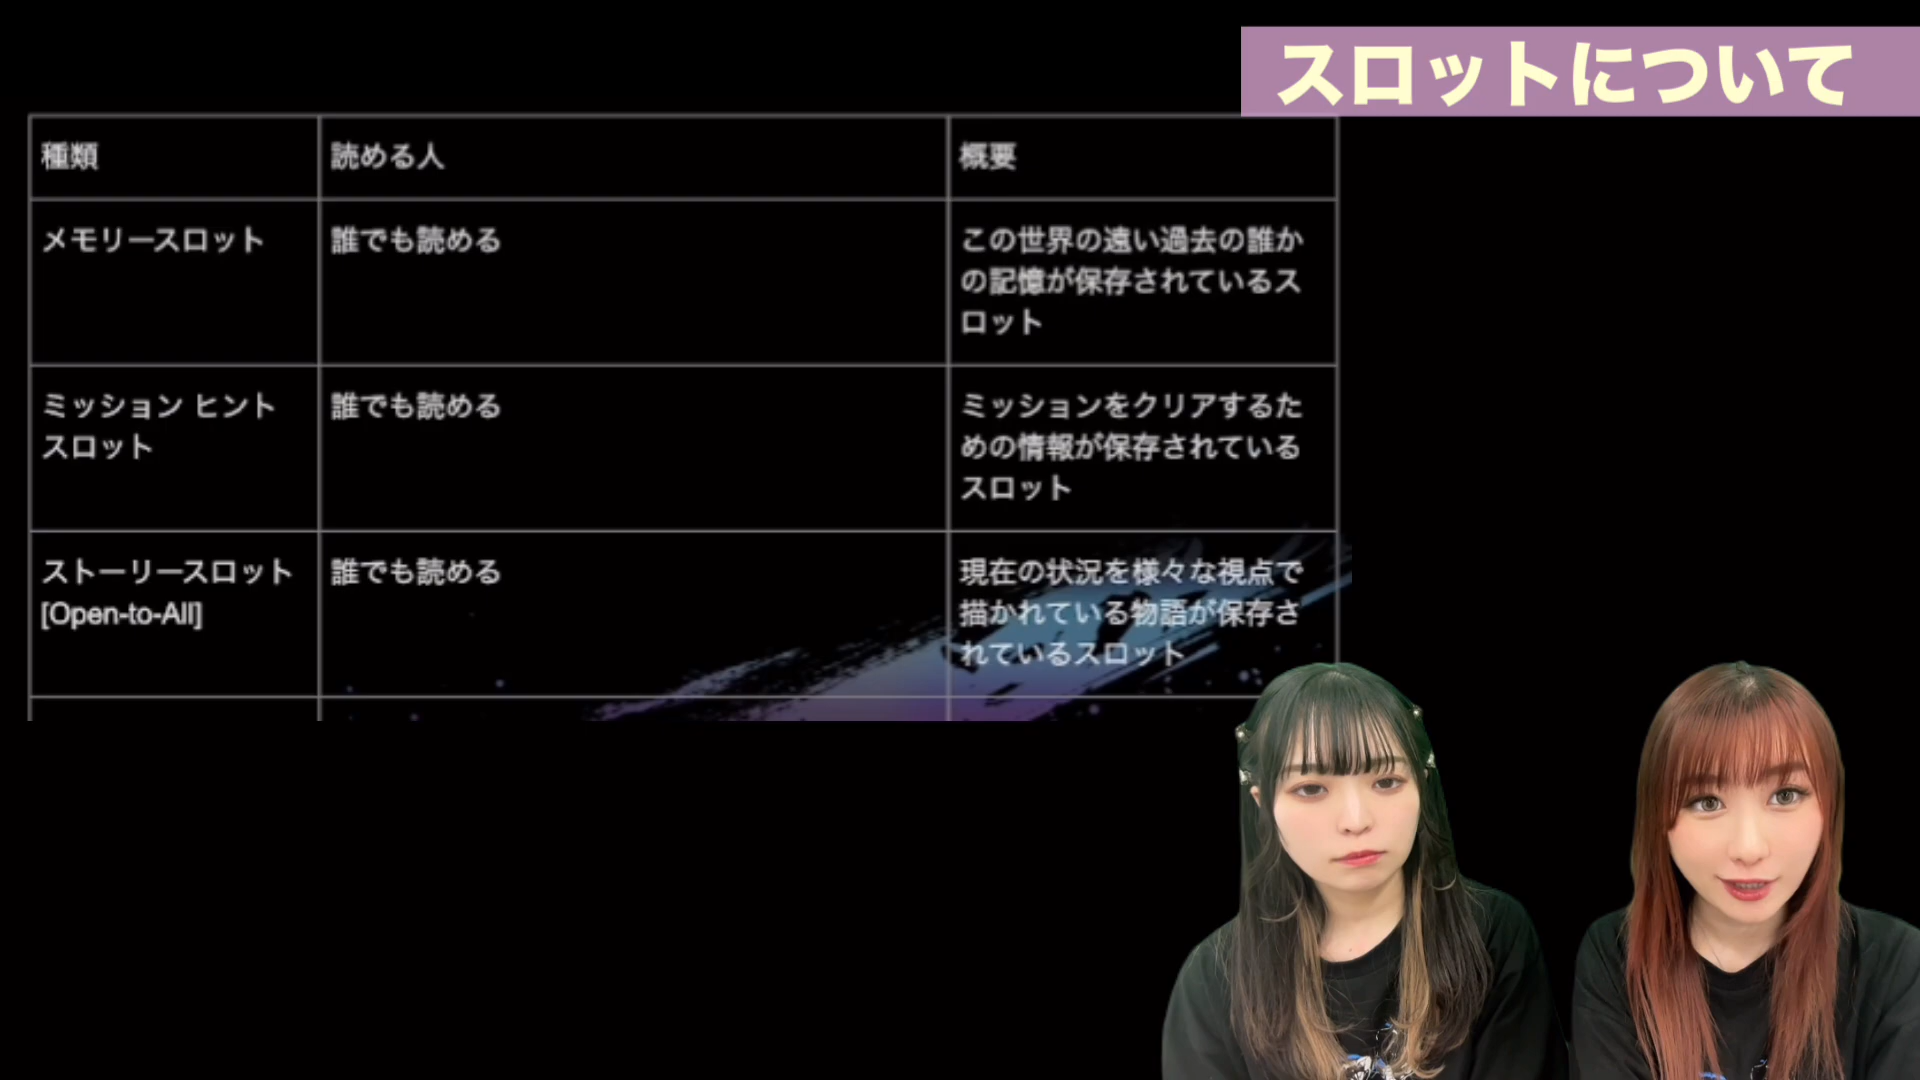 スロットについて
種類
読める人
概要
メモリースロット
誰でも読める
この世界の遠い過去の誰か
の記憶が保存されているス
ロット
ミッション ヒント
スロット
誰でも読める
ミッションをクリアするた
めの情報が保存されている
スロット
ストーリースロット
[Open-to-All]
誰でも読める
現在の状況を様々な視点で
描かれている物語が保存さ
れているスロット